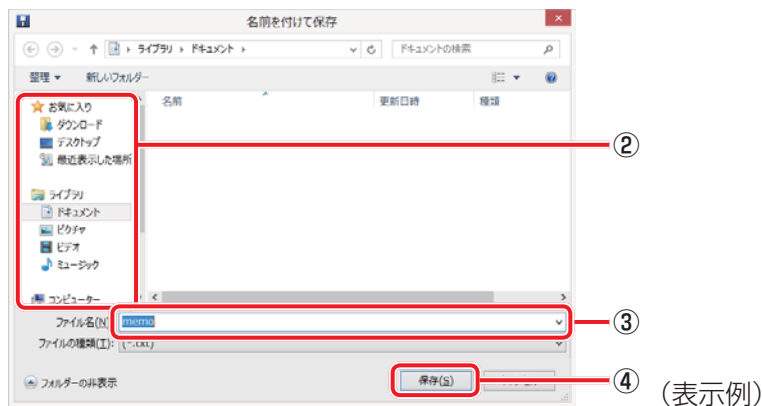 名前を付けて保存
ライブラリ ▸ ドキュメント ▸ ドキュメントの検索
整理 ▼ 新しいフォルダー
お気に入り 名前 更新日時 種類
ダウンロード
デスクトップ
最近表示した場所
②
ライブラリ
ドキュメント
ピクチャ
ビデオ
ミュージック
コンピューター
ファイル名(N) memo
③
ファイルの種類(T): (*.txt)
フォルダーの非表示 保存(S)
④ (表示例)